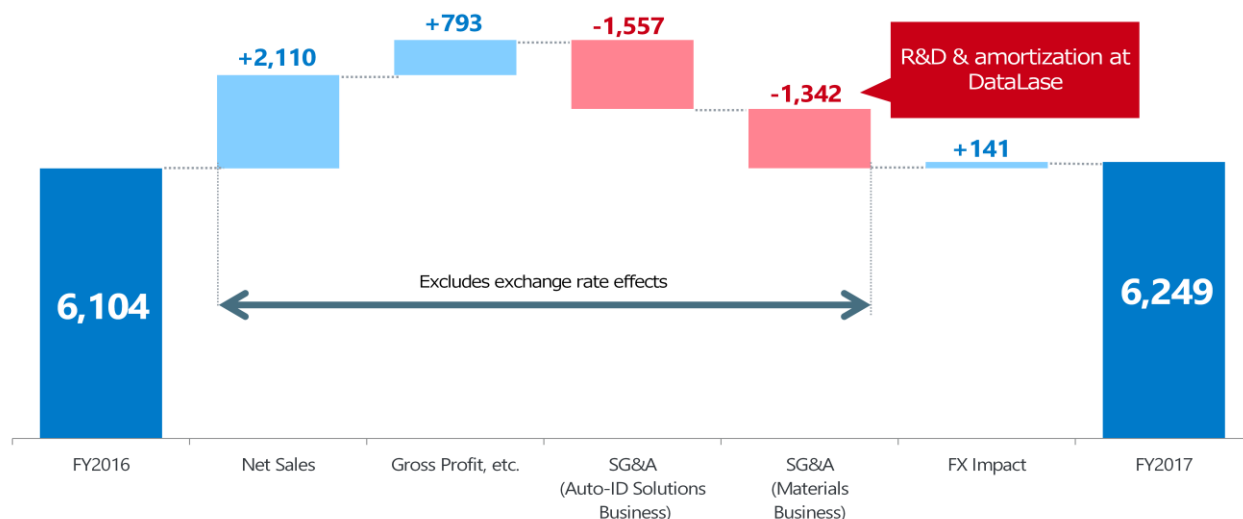 +2,110
+793
-1,557
-1,342
R&D & amortization at
DataLase
+141
Excludes exchange rate effects
6,104
6,249
FY2016
Net Sales
Gross Profit, etc.
SG&A
(Auto-ID Solutions
Business)
SG&A
(Materials
Business)
FX Impact
FY2017